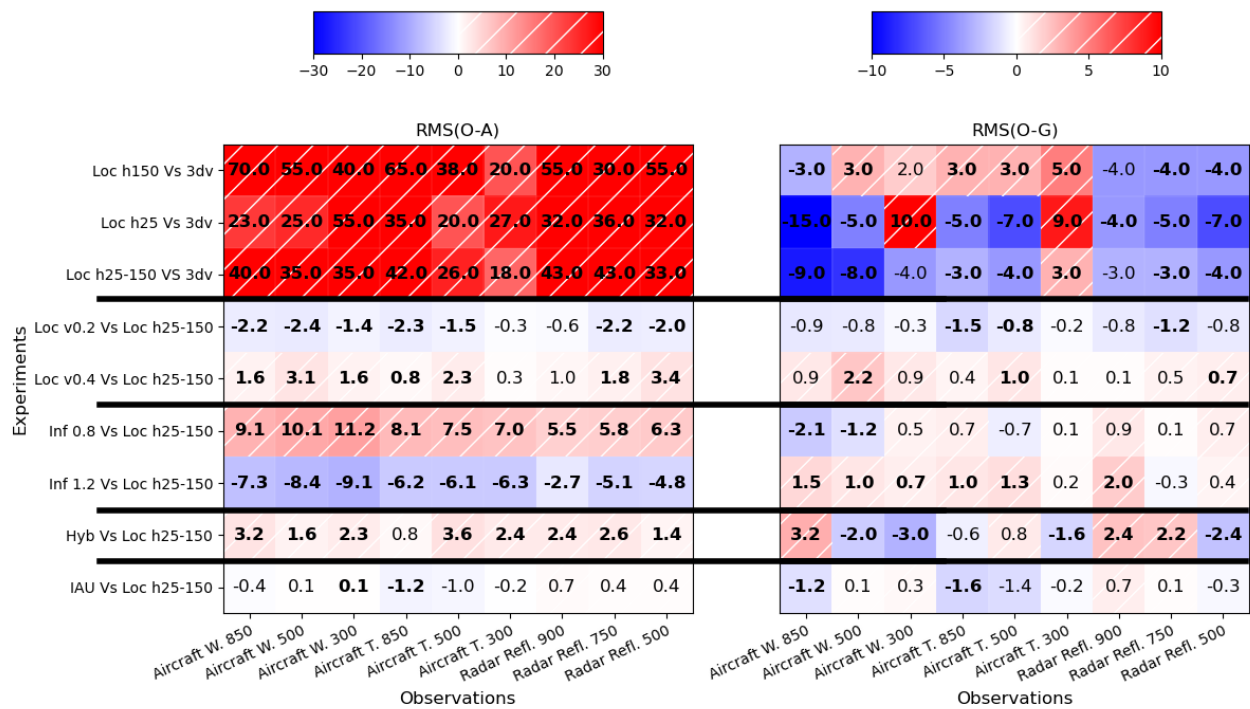 −30 −20 −10 0 10 20 30
−10 −5 0 5 10
RMS(O-A)
RMS(O-G)
Experiments
Loc h150 Vs 3dv 70.0 55.0 40.0 65.0 38.0 20.0 55.0 30.0 55.0 -3.0 3.0 2.0 3.0 3.0 5.0 -4.0 -4.0 -4.0
Loc h25 Vs 3dv 23.0 25.0 55.0 35.0 20.0 27.0 32.0 36.0 32.0 -15.0 -5.0 10.0 -5.0 -7.0 9.0 -4.0 -5.0 -7.0
Loc h25-150 VS 3dv 40.0 35.0 35.0 42.0 26.0 18.0 43.0 43.0 33.0 -9.0 -8.0 -4.0 -3.0 -4.0 3.0 -3.0 -3.0 -4.0
Loc v0.2 Vs Loc h25-150 -2.2 -2.4 -1.4 -2.3 -1.5 -0.3 -0.6 -2.2 -2.0 -0.9 -0.8 -0.3 -1.5 -0.8 -0.2 -0.8 -1.2 -0.8
Loc v0.4 Vs Loc h25-150 1.6 3.1 1.6 0.8 2.3 0.3 1.0 1.8 3.4 0.9 2.2 0.9 0.4 1.0 0.1 0.1 0.5 0.7
Inf 0.8 Vs Loc h25-150 9.1 10.1 11.2 8.1 7.5 7.0 5.5 5.8 6.3 -2.1 -1.2 0.5 0.7 -0.7 0.1 0.9 0.1 0.7
Inf 1.2 Vs Loc h25-150 -7.3 -8.4 -9.1 -6.2 -6.1 -6.3 -2.7 -5.1 -4.8 1.5 1.0 0.7 1.0 1.3 0.2 2.0 -0.3 0.4
Hyb Vs Loc h25-150 3.2 1.6 2.3 0.8 3.6 2.4 2.4 2.6 1.4 3.2 -2.0 -3.0 -0.6 0.8 -1.6 2.4 2.2 -2.4
IAU Vs Loc h25-150 -0.4 0.1 0.1 -1.2 -1.0 -0.2 0.7 0.4 0.4 -1.2 0.1 0.3 -1.6 -1.4 -0.2 0.7 0.1 -0.3
Aircraft W. 850 Aircraft W. 500 Aircraft W. 300 Aircraft T. 850 Aircraft T. 500 Aircraft T. 300 Radar Refl. 900 Radar Refl. 750 Radar Refl. 500
Aircraft W. 850 Aircraft W. 500 Aircraft W. 300 Aircraft T. 850 Aircraft T. 500 Aircraft T. 300 Radar Refl. 900 Radar Refl. 750 Radar Refl. 500
Observations
Observations